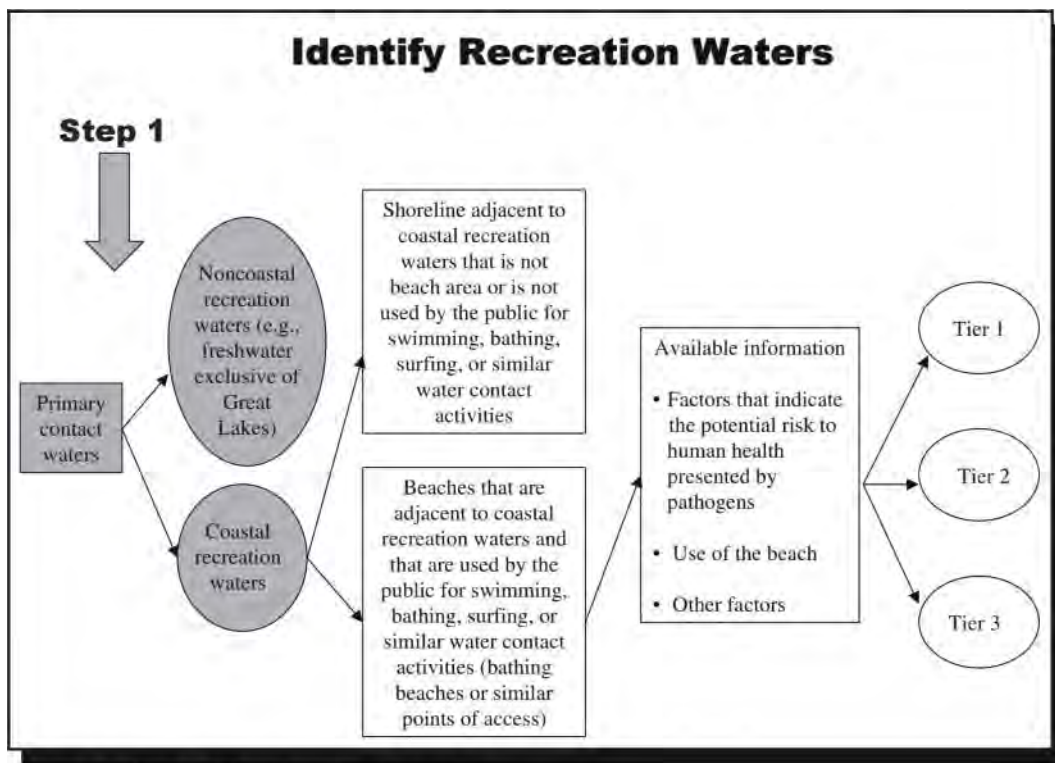 Identify Recreation Waters
Step 1
Primary
contact
waters
Noncoastal
recreation
waters (e.g.,
freshwater
exclusive of
Great
Lakes)
Coastal
recreation
waters
Shoreline adjacent to
coastal recreation
waters that is not
beach area or is not
used by the public for
swimming, bathing,
surfing, or similar
water contact
activities
Beaches that are
adjacent to coastal
recreation waters and
that are used by the
public for swimming,
bathing, surfing, or
similar water contact
activities (bathing
beaches or similar
points of access)
Available information
• Factors that indicate
the potential risk to
human health
presented by
pathogens
• Use of the beach
• Other factors
Tier 1
Tier 2
Tier 3